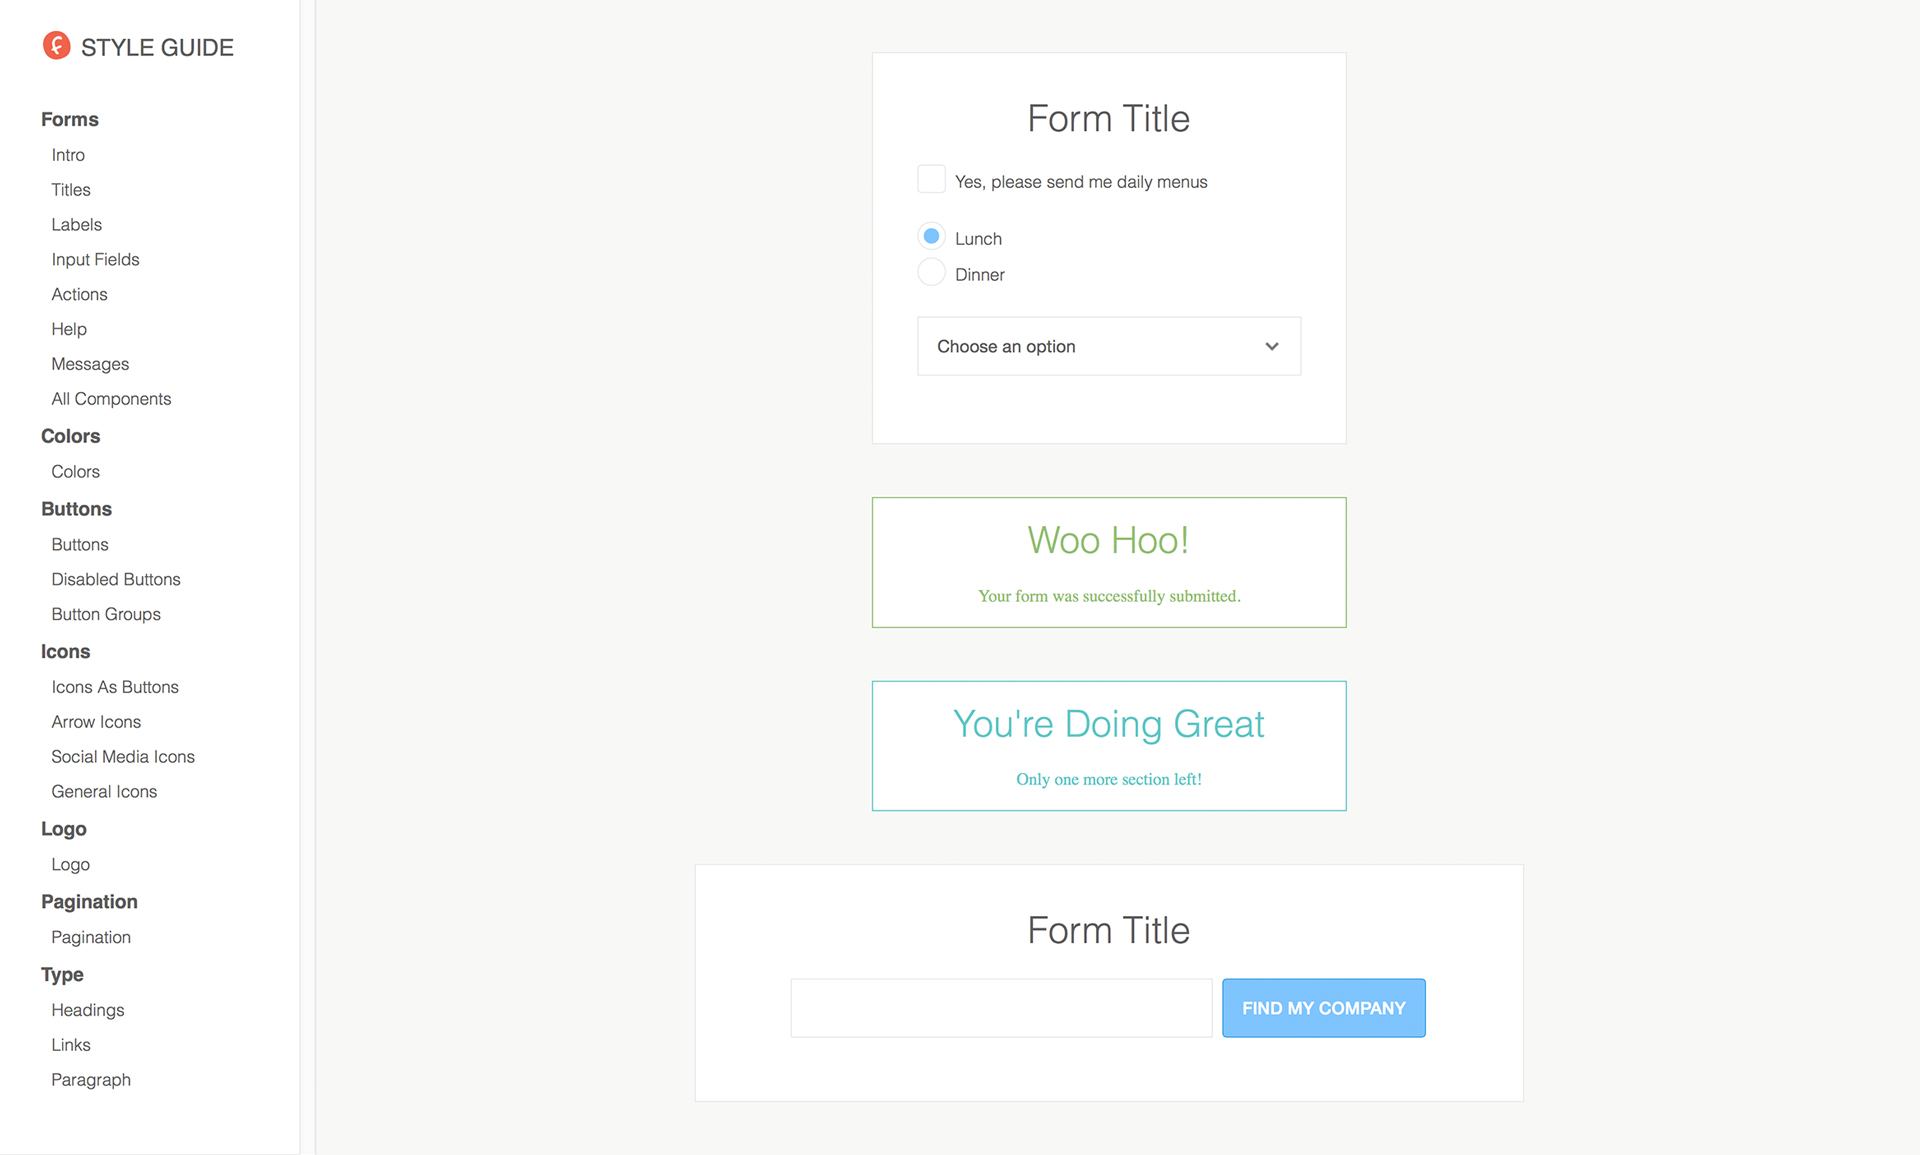 STYLE GUIDE
Forms
Intro
Titles
Labels
Input Fields
Actions
Help
Messages
All Components
Colors
Colors
Buttons
Buttons
Disabled Buttons
Button Groups
Icons
Icons As Buttons
Arrow Icons
Social Media Icons
General Icons
Logo
Logo
Pagination
Pagination
Type
Headings
Links
Paragraph
Form Title
Yes, please send me daily menus
Lunch
Dinner
Choose an option
Woo Hoo!
Your form was successfully submitted.
You're Doing Great
Only one more section left!
Form Title
FIND MY COMPANY